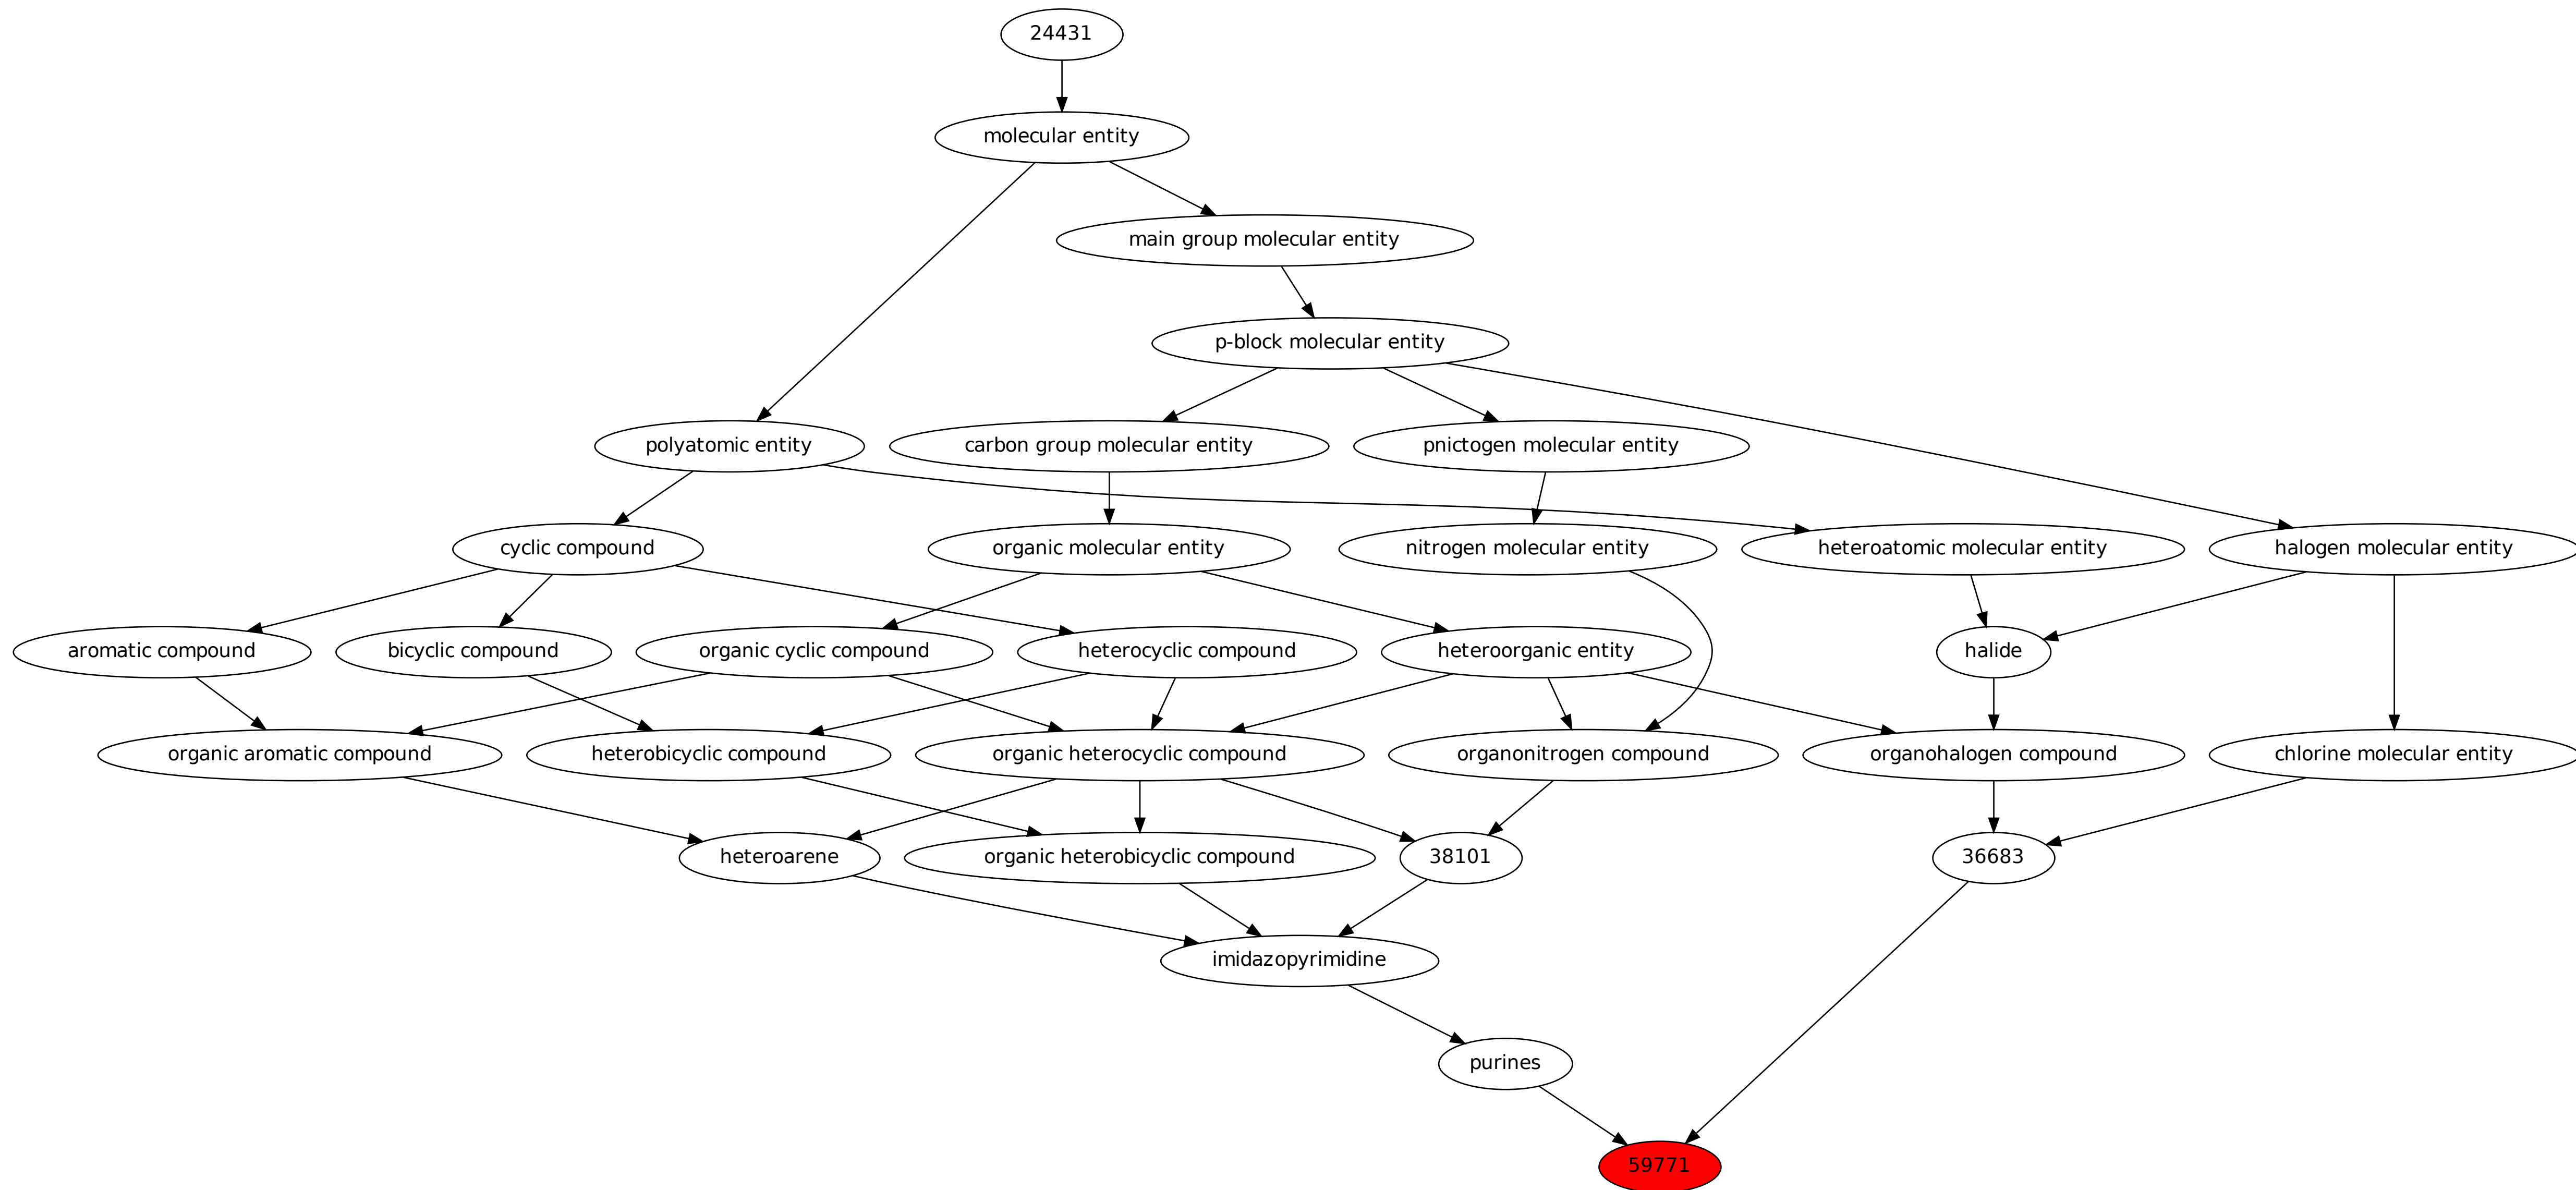 24431
molecular entity
main group molecular entity
p-block molecular entity
polyatomic entity
carbon group molecular entity
pnictogen molecular entity
cyclic compound
organic molecular entity
nitrogen molecular entity
heteroatomic molecular entity
halogen molecular entity
aromatic compound
bicyclic compound
organic cyclic compound
heterocyclic compound
heteroorganic entity
halide
organic aromatic compound
heterobicyclic compound
organic heterocyclic compound
organonitrogen compound
organohalogen compound
chlorine molecular entity
heteroarene
organic heterobicyclic compound
38101
36683
imidazopyrimidine
purines
59771